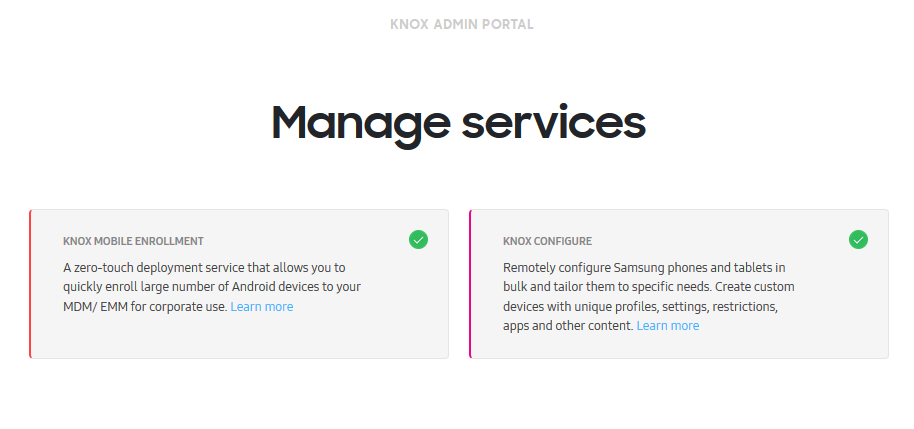 KNOX ADMIN PORTAL
Manage services
KNOX MOBILE ENROLLMENT
A zero-touch deployment service that allows you to
quickly enroll large number of Android devices to your
MDM/ EMM for corporate use. Learn more
KNOX CONFIGURE
Remotely configure Samsung phones and tablets in
bulk and tailor them to specific needs. Create custom
devices with unique profiles, settings, restrictions,
apps and other content. Learn more